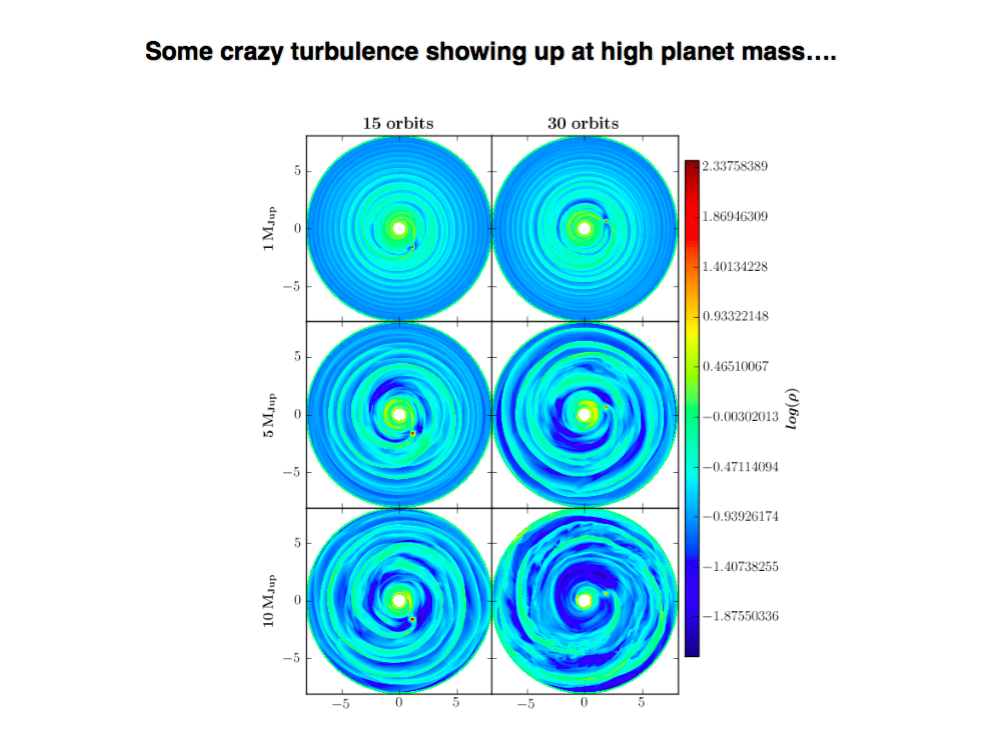 Some crazy turbulence showing up at high planet mass....
15 orbits 30 orbits
5
0
−5
1 M_Jup
5
0
−5
5 M_Jup
5
0
−5
10 M_Jup
−5 0 5 −5 0 5
2.33758389
1.86946309
1.40134228
0.93322148
0.46510067
−0.00302013
−0.47114094
−0.93926174
−1.40738255
−1.87550336
log(ρ)